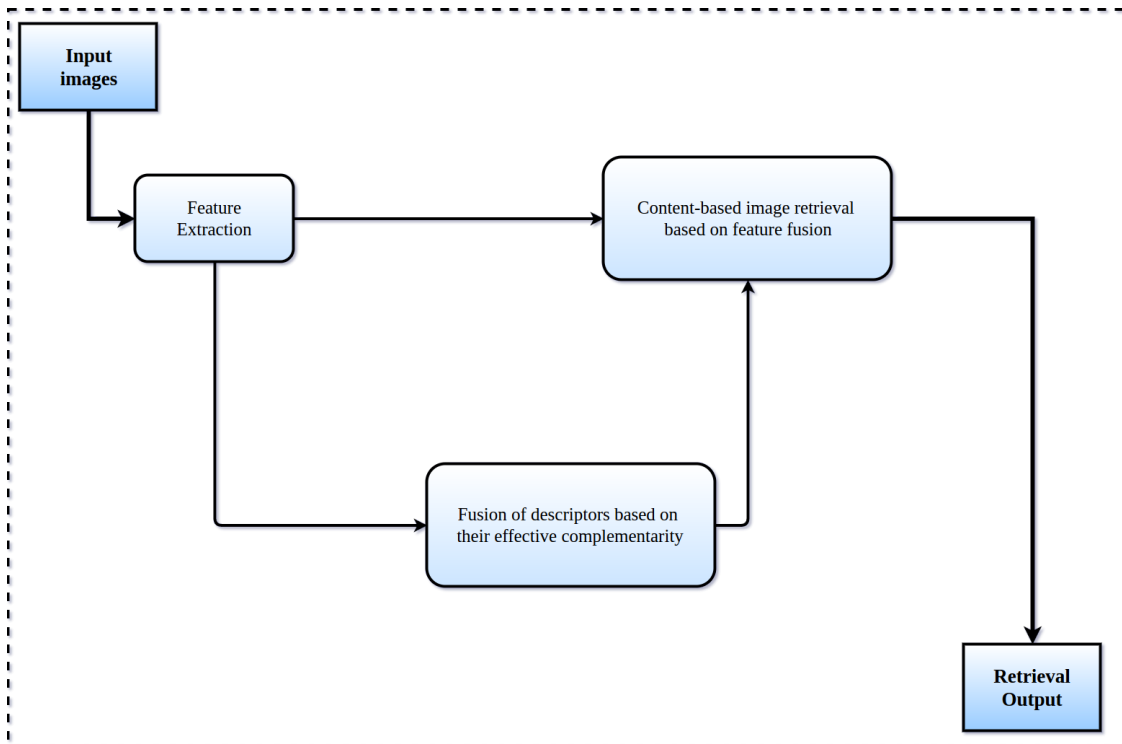 Input
images
Feature
Extraction
Content-based image retrieval
based on feature fusion
Fusion of descriptors based on
their effective complementarity
Retrieval
Output